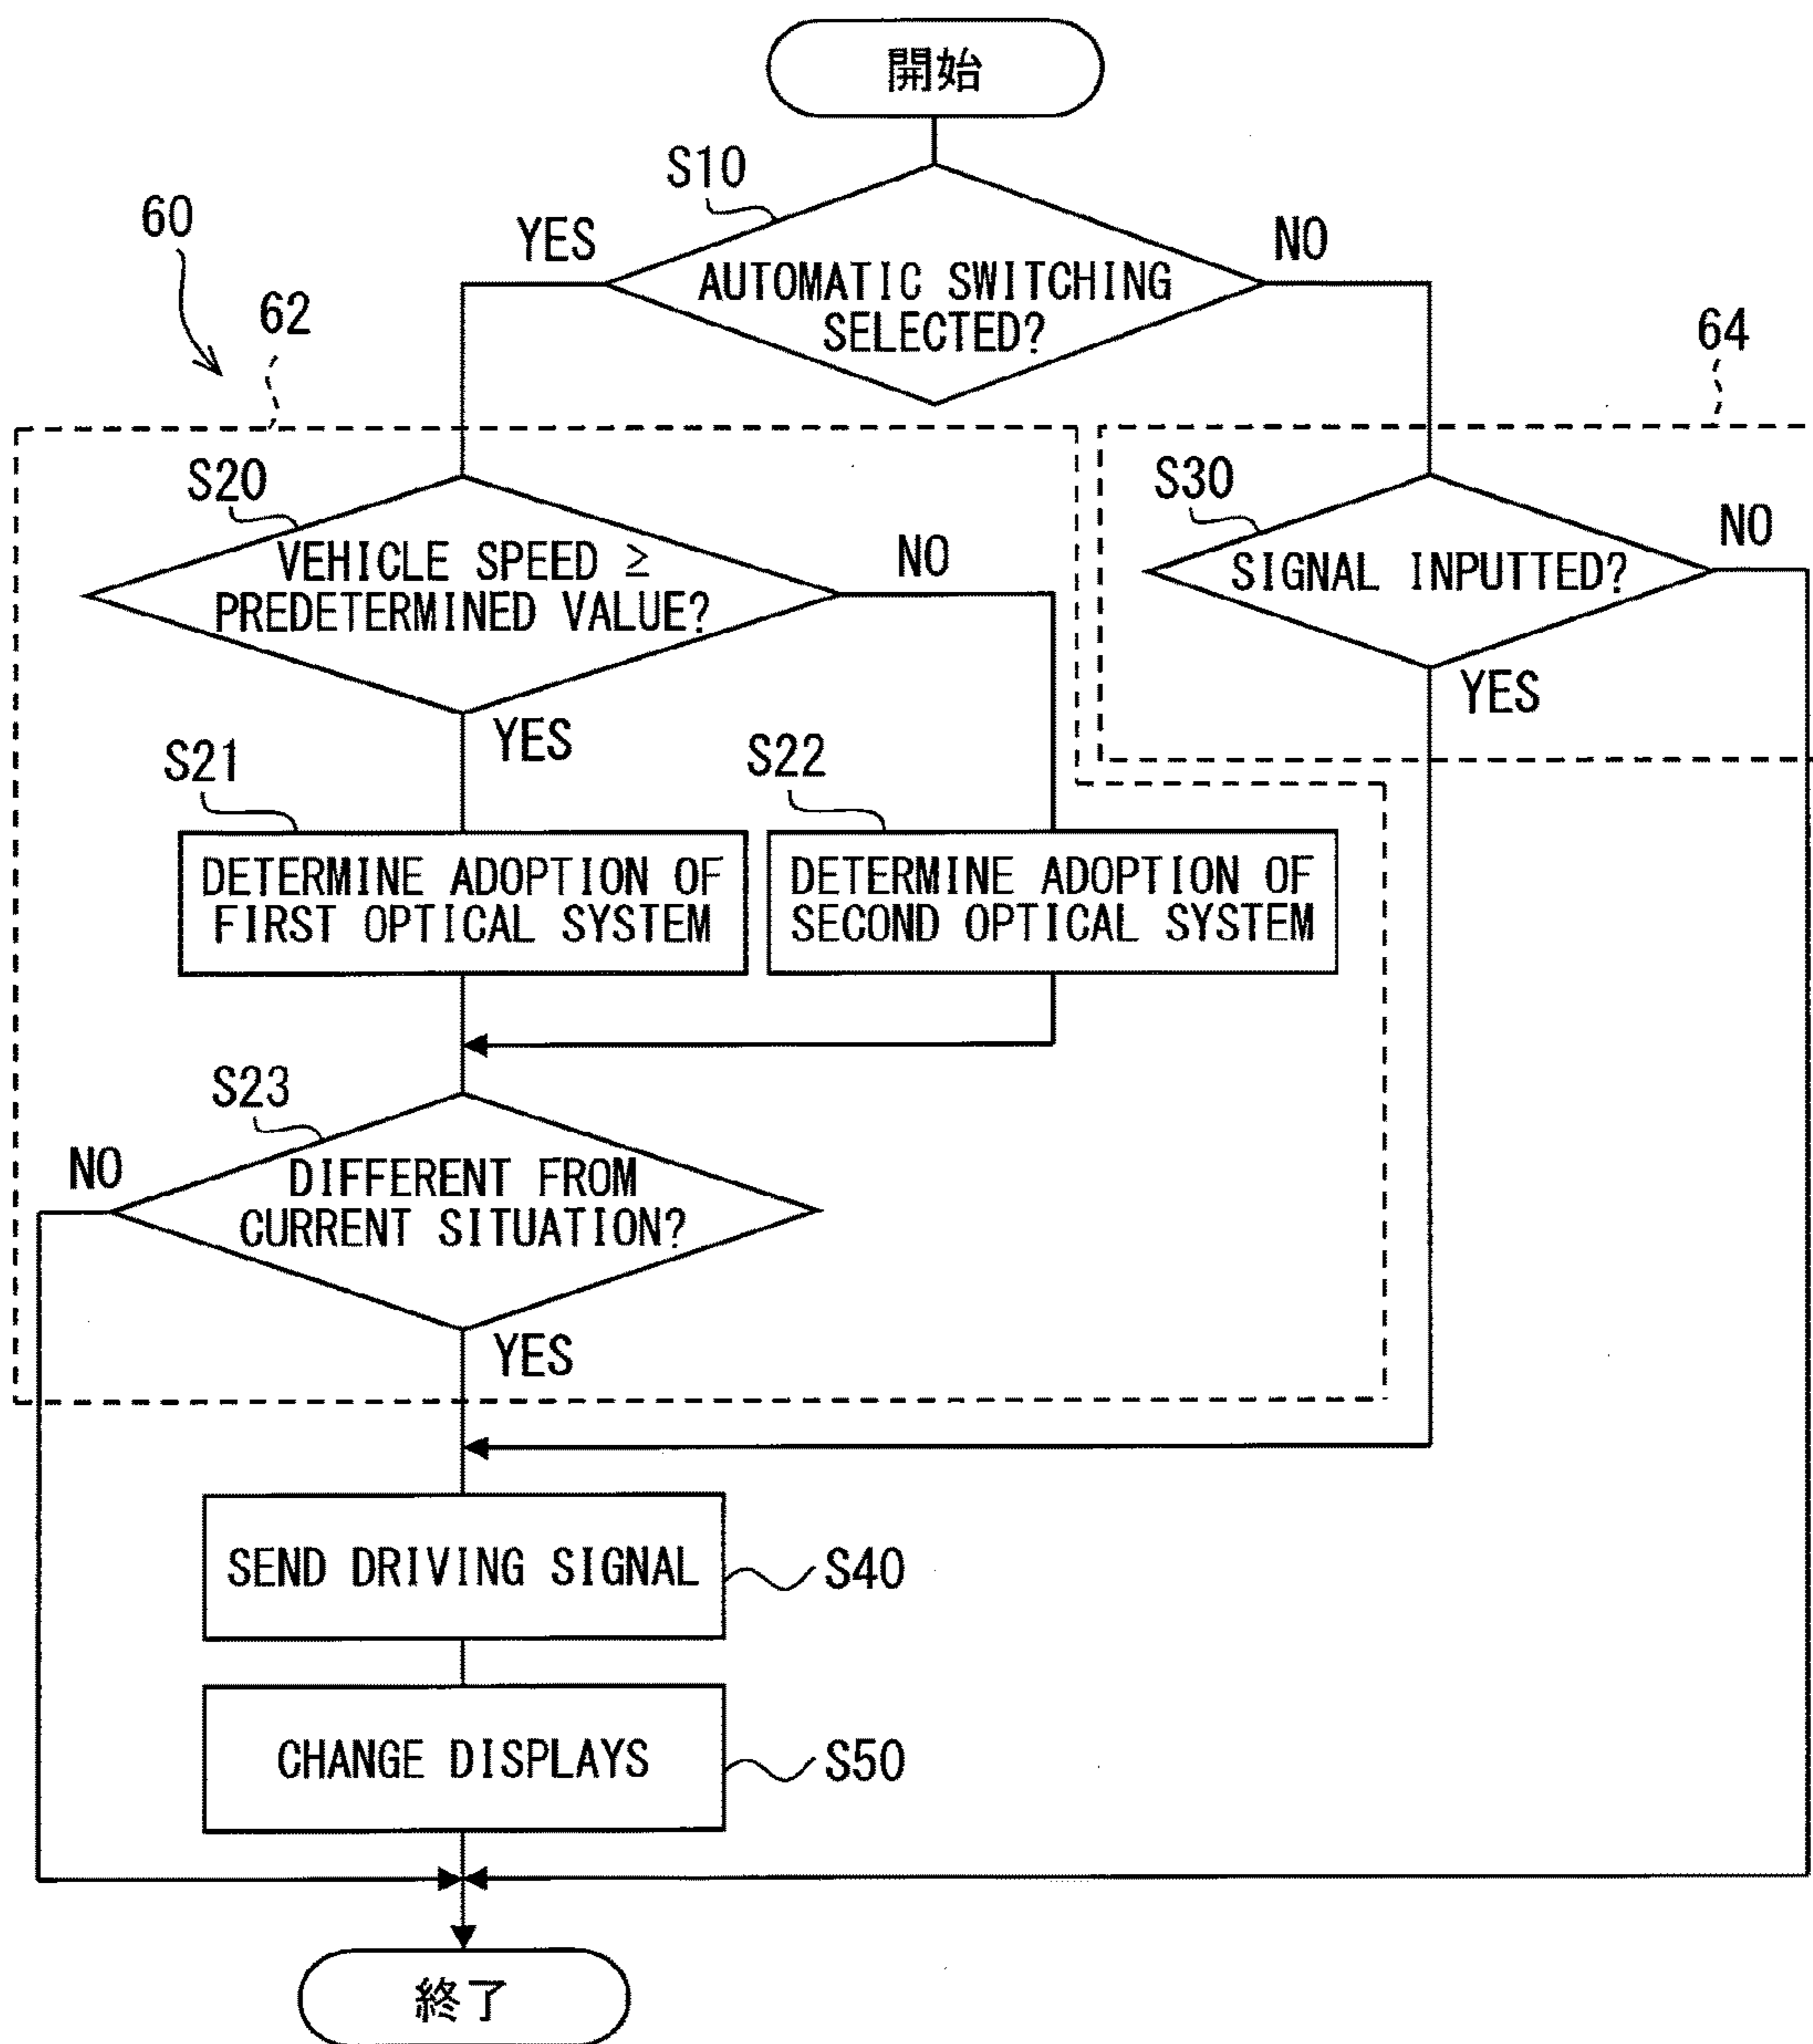 開始
S10
60
YES
NO
AUTOMATIC SWITCHING
SELECTED?
62
64
S20
S30
VEHICLE SPEED ≥
PREDETERMINED VALUE?
NO
SIGNAL INPUTTED?
NO
YES
YES
S21
S22
DETERMINE ADOPTION OF
FIRST OPTICAL SYSTEM
DETERMINE ADOPTION OF
SECOND OPTICAL SYSTEM
S23
NO
DIFFERENT FROM
CURRENT SITUATION?
YES
SEND DRIVING SIGNAL
S40
CHANGE DISPLAYS
S50
終了